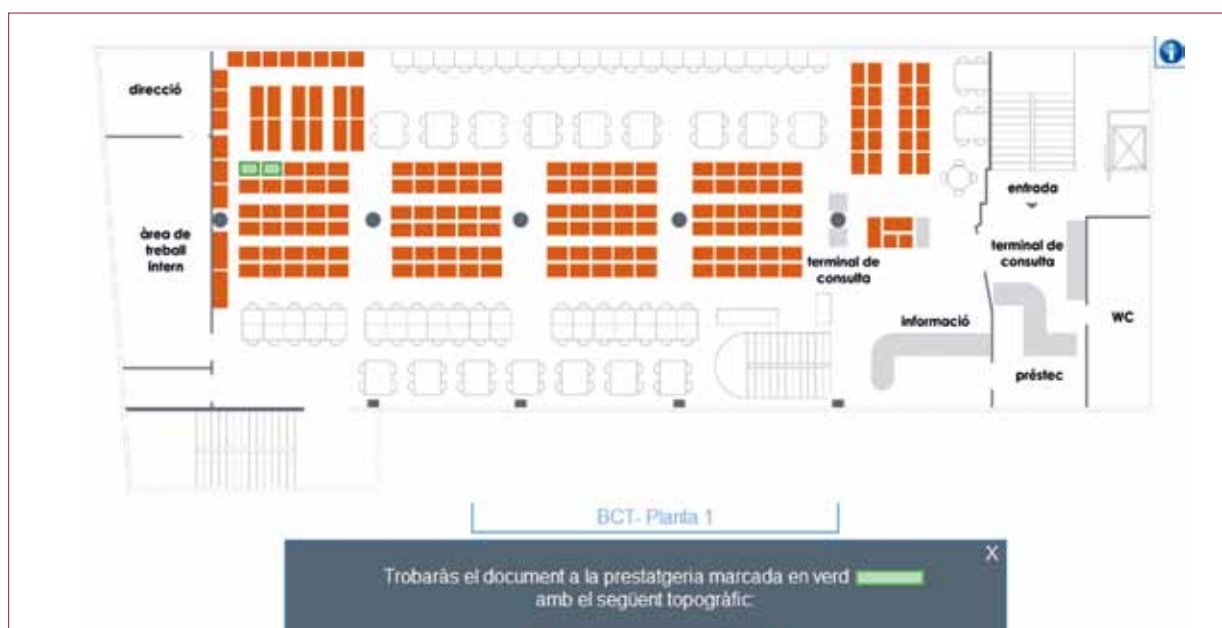 direcció
entrada
àrea de
treball
intern
terminal de
consulta
terminal de
consulta
informació
WC
préstec
BCT- Planta 1
X
Trobaràs el document a la prestatgeria marcada en verd
amb el següent topogràfic: